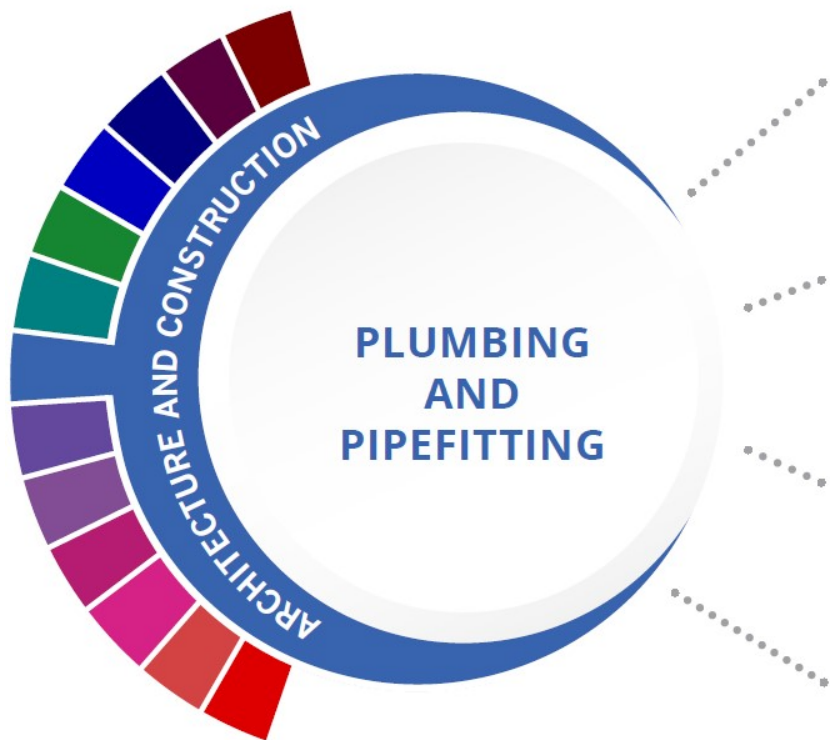 ARCHITECTURE AND CONSTRUCTION
PLUMBING
AND
PIPEFITTING